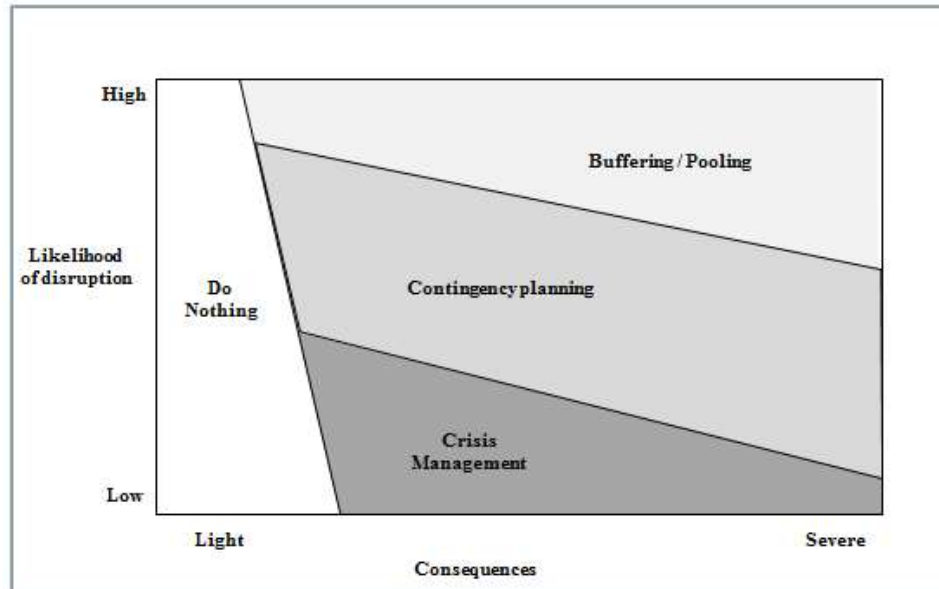 High
Buffering / Pooling
Likelihood
of disruption
Do
Nothing
Contingency planning
Crisis
Management
Low
Light
Severe
Consequences